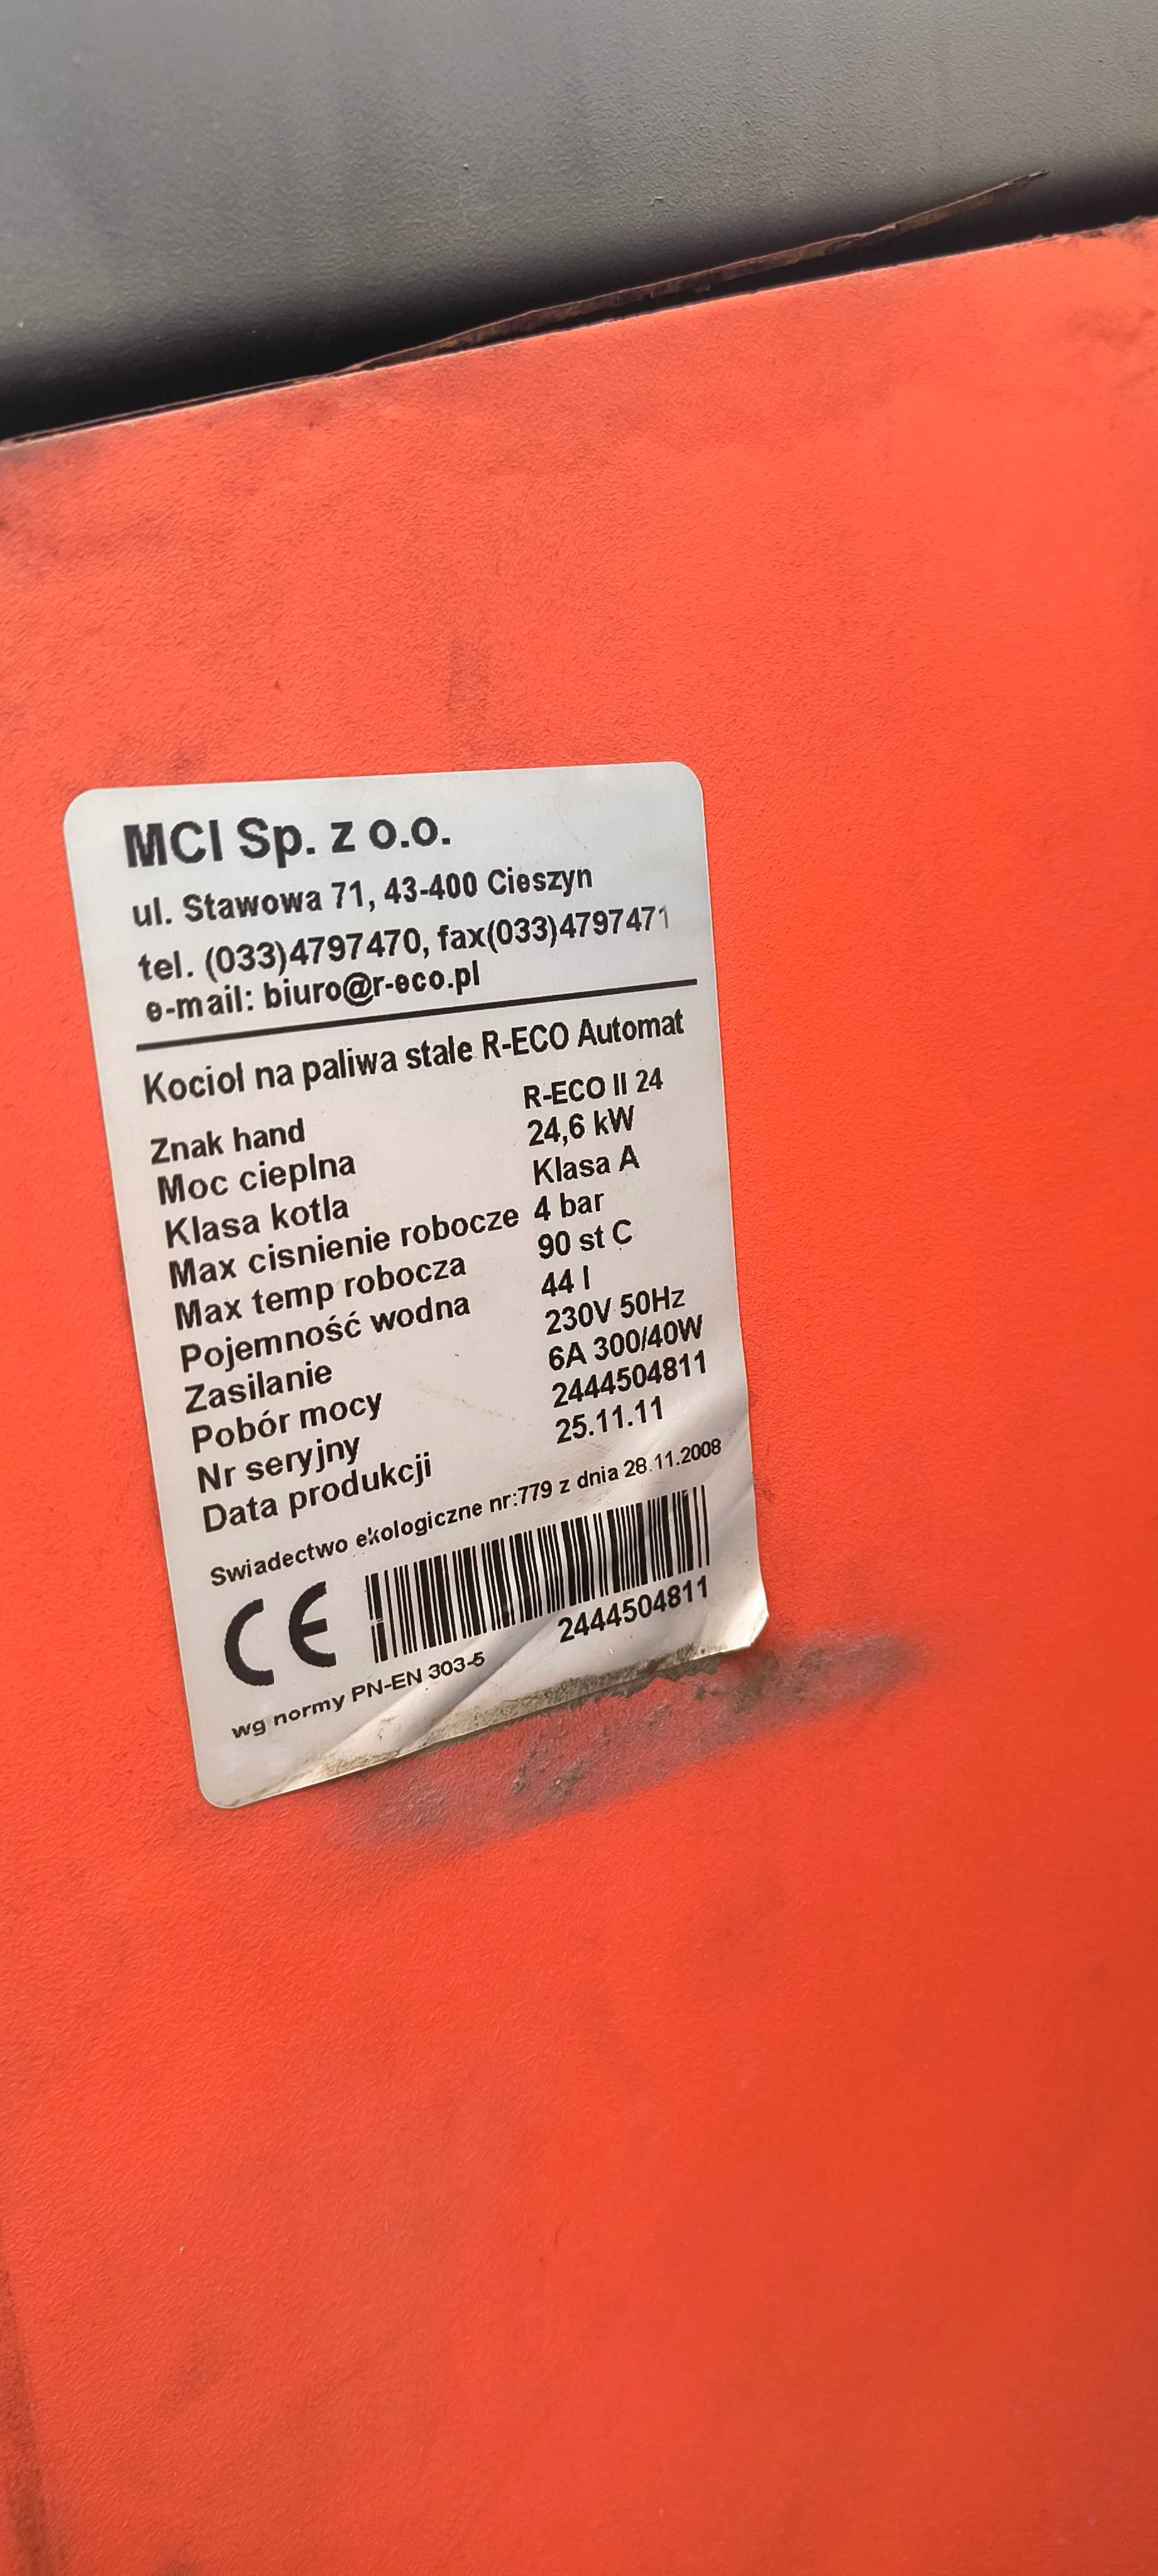 MCI Sp. z o.o.
ul. Stawowa 71, 43-400 Cieszyn
tel. (033)4797470, fax(033)4797471
e-mail: biuro@r-eco.pl
Kociol na paliwa stale R-ECO Automat
Znak hand R-ECO II 24
Moc cieplna 24,6 kW
Klasa kotla Klasa A
Max cisnienie robocze 4 bar
Max temp robocza 90 st C
Pojemność wodna 44 l
Zasilanie 230V 50Hz
Pobór mocy 6A 300/40W
Nr seryjny 2444504811
Data produkcji 25.11.11
Swiadectwo ekologiczne nr:779 z dnia 28.11.2008
CE
2444504811
wg normy PN-EN 303-5